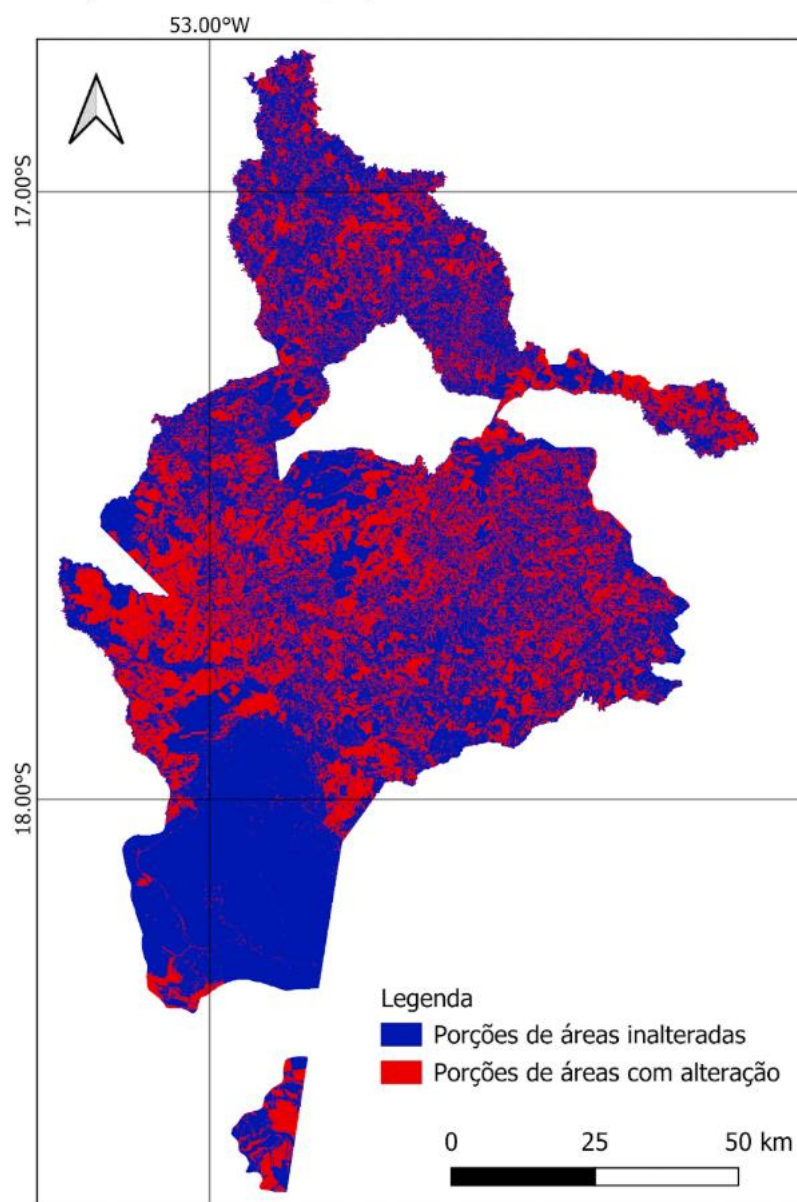 53.00°W
17.00°S
18.00°S
Legenda
Porções de áreas inalteradas
Porções de áreas com alteração
0 25 50 km